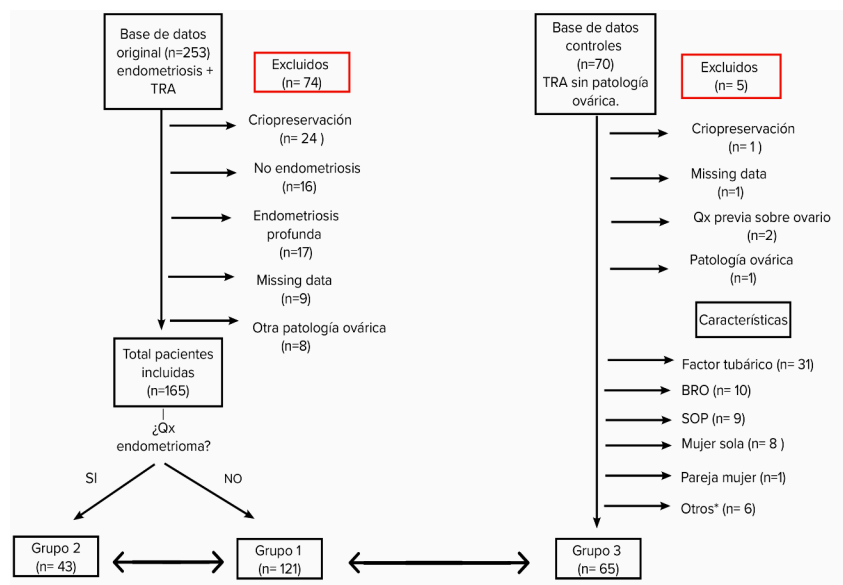 Base de datos
original (n=253)
endometriosis +
TRA
Excluidos
(n= 74)
Criopreservación
(n= 24 )
No endometriosis
(n=16)
Endometriosis
profunda
(n=17)
Missing data
(n=9)
Otra patología ovárica
(n=8)
Total pacientes
incluidas
(n=165)
¿Qx
endometrioma?
SI
NO
Grupo 2
(n= 43)
Grupo 1
(n= 121)
Base de datos
controles
(n=70)
TRA sin patología
ovárica.
Excluidos
(n= 5)
Criopreservación
(n= 1 )
Missing data
(n=1)
Qx previa sobre ovario
(n=2)
Patología ovárica
(n=1)
Características
Factor tubárico (n= 31)
BRO (n= 10)
SOP (n= 9)
Mujer sola (n= 8 )
Pareja mujer (n=1)
Otros* (n= 6)
Grupo 3
(n= 65)